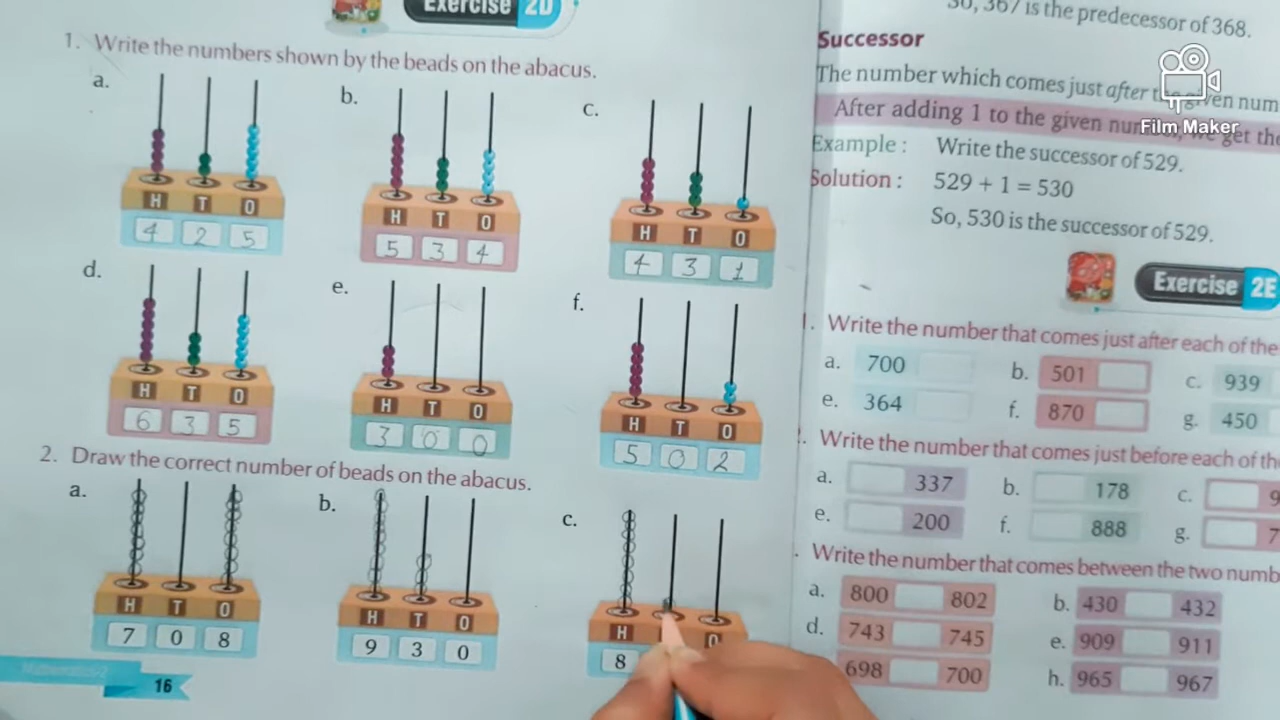 Exercise 2D
1. Write the numbers shown by the beads on the abacus.
a.
b.
c.
H T O
4 2 5
H T O
5 3 4
H T O
4 3 1
d.
e.
f.
H T O
6 3 5
H T O
3 0 0
H T O
5 0 2
2. Draw the correct number of beads on the abacus.
a.
b.
c.
H T O
7 0 8
H T O
9 3 0
H O
8
16
367 is the predecessor of 368.
Successor
The number which comes just after given num
After adding 1 to the given get the
Example : Write the successor of 529.
Solution : 529 + 1 = 530
So, 530 is the successor of 529.
Film Maker
Exercise 2E
Write the number that comes just after each of the
a. 700
b. 501
c. 939
e. 364
f. 870
g. 450
Write the number that comes just before each of th
a. 337
b. 178
c. 9
e. 200
f. 888
g. 7
Write the number that comes between the two numb
a. 800 802
b. 430 432
d. 743 745
e. 909 911
698 700
h. 965 967